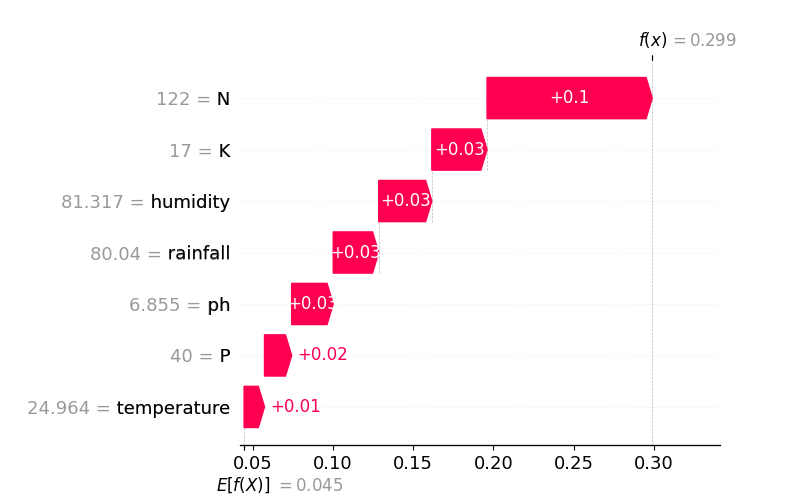 f(x) = 0.299
122 = N
+0.1
17 = K
+0.03
81.317 = humidity
+0.03
80.04 = rainfall
+0.03
6.855 = ph
+0.03
40 = P
+0.02
24.964 = temperature
+0.01
0.05 0.10 0.15 0.20 0.25 0.30
E[f(X)] = 0.045